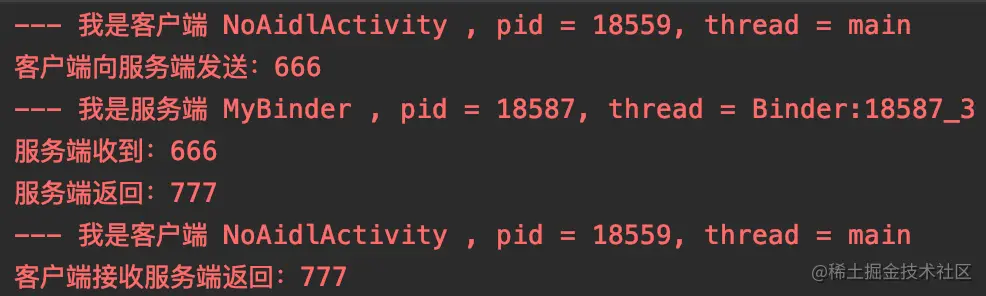 --- 我是客户端 NoAidlActivity , pid = 18559, thread = main
客户端向服务端发送：666
--- 我是服务端 MyBinder , pid = 18587, thread = Binder:18587_3
服务端收到：666
服务端返回：777
--- 我是客户端 NoAidlActivity , pid = 18559, thread = main
客户端接收服务端返回：777
@稀土掘金技术社区